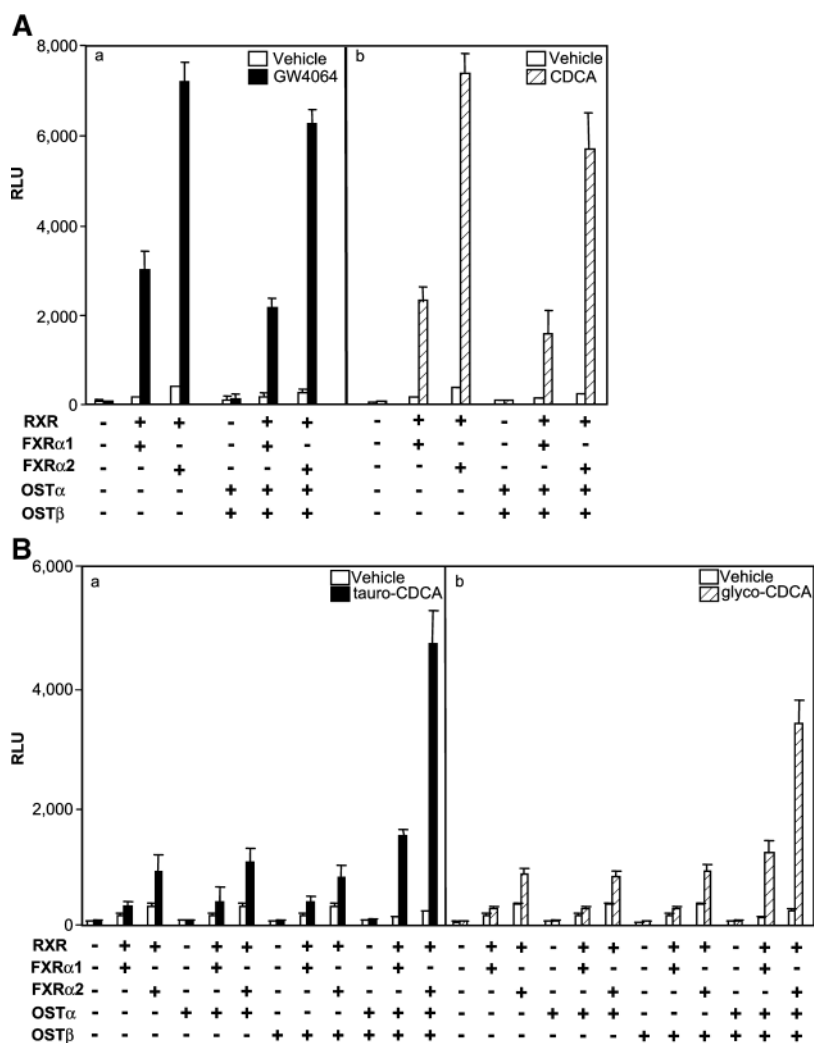 A
8,000
a
Vehicle
GW4064
b
Vehicle
CDCA
6,000
RLU
4,000
2,000
0
RXR - + + - + + - + + - + +
FXRα1 - + - - + - - + - - + -
FXRα2 - - + - - + - - + - - +
OSTα - - - + + + - - - + + +
OSTβ - - - + + + - - - + + +
B
6,000
a
Vehicle
tauro-CDCA
b
Vehicle
glyco-CDCA
4,000
RLU
2,000
0
RXR - + + - + + - + + - + + - + + - + + - + + - + +
FXRα1 - + - - + - - + - - + - - + - - + - - + - - + -
FXRα2 - - + - - + - - + - - + - - + - - + - - + - - +
OSTα - - - + + + - - - + + + - - - + + + - - - + + +
OSTβ - - - - - - + + + + + + - - - - - - + + + + + +